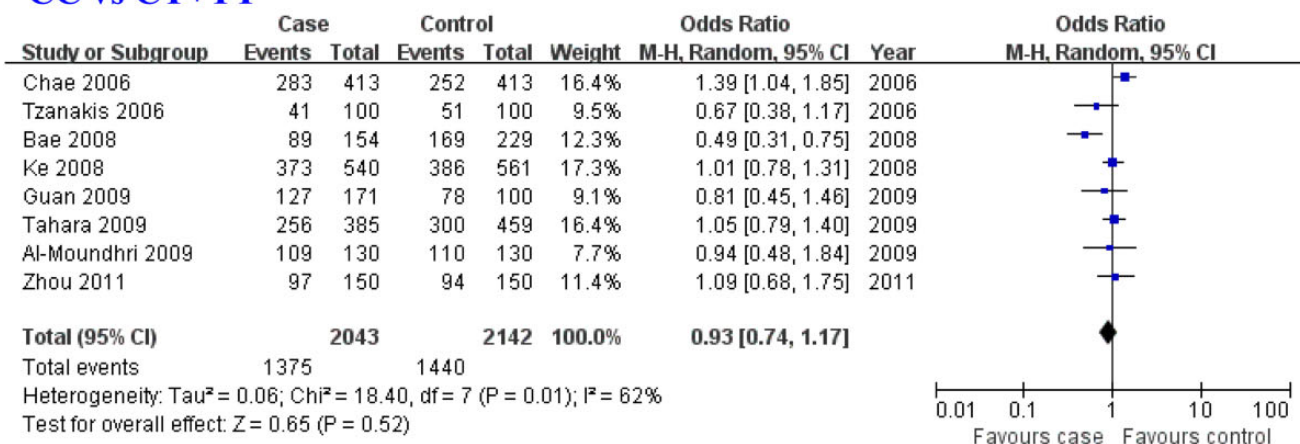 Case Control Odds Ratio Odds Ratio
Study or Subgroup Events Total Events Total Weight M-H, Random, 95% CI Year M-H, Random, 95% CI
Chae 2006 283 413 252 413 16.4% 1.39 [1.04, 1.85] 2006
Tzanakis 2006 41 100 51 100 9.5% 0.67 [0.38, 1.17] 2006
Bae 2008 89 154 169 229 12.3% 0.49 [0.31, 0.75] 2008
Ke 2008 373 540 386 561 17.3% 1.01 [0.78, 1.31] 2008
Guan 2009 127 171 78 100 9.1% 0.81 [0.45, 1.46] 2009
Tahara 2009 256 385 300 459 16.4% 1.05 [0.79, 1.40] 2009
Al-Moundhri 2009 109 130 110 130 7.7% 0.94 [0.48, 1.84] 2009
Zhou 2011 97 150 94 150 11.4% 1.09 [0.68, 1.75] 2011
Total (95% CI) 2043 2142 100.0% 0.93 [0.74, 1.17]
Total events 1375 1440
Heterogeneity: Tau² = 0.06; Chi² = 18.40, df = 7 (P = 0.01); I² = 62%
Test for overall effect: Z = 0.65 (P = 0.52)
0.01 0.1 1 10 100
Favours case Favours control